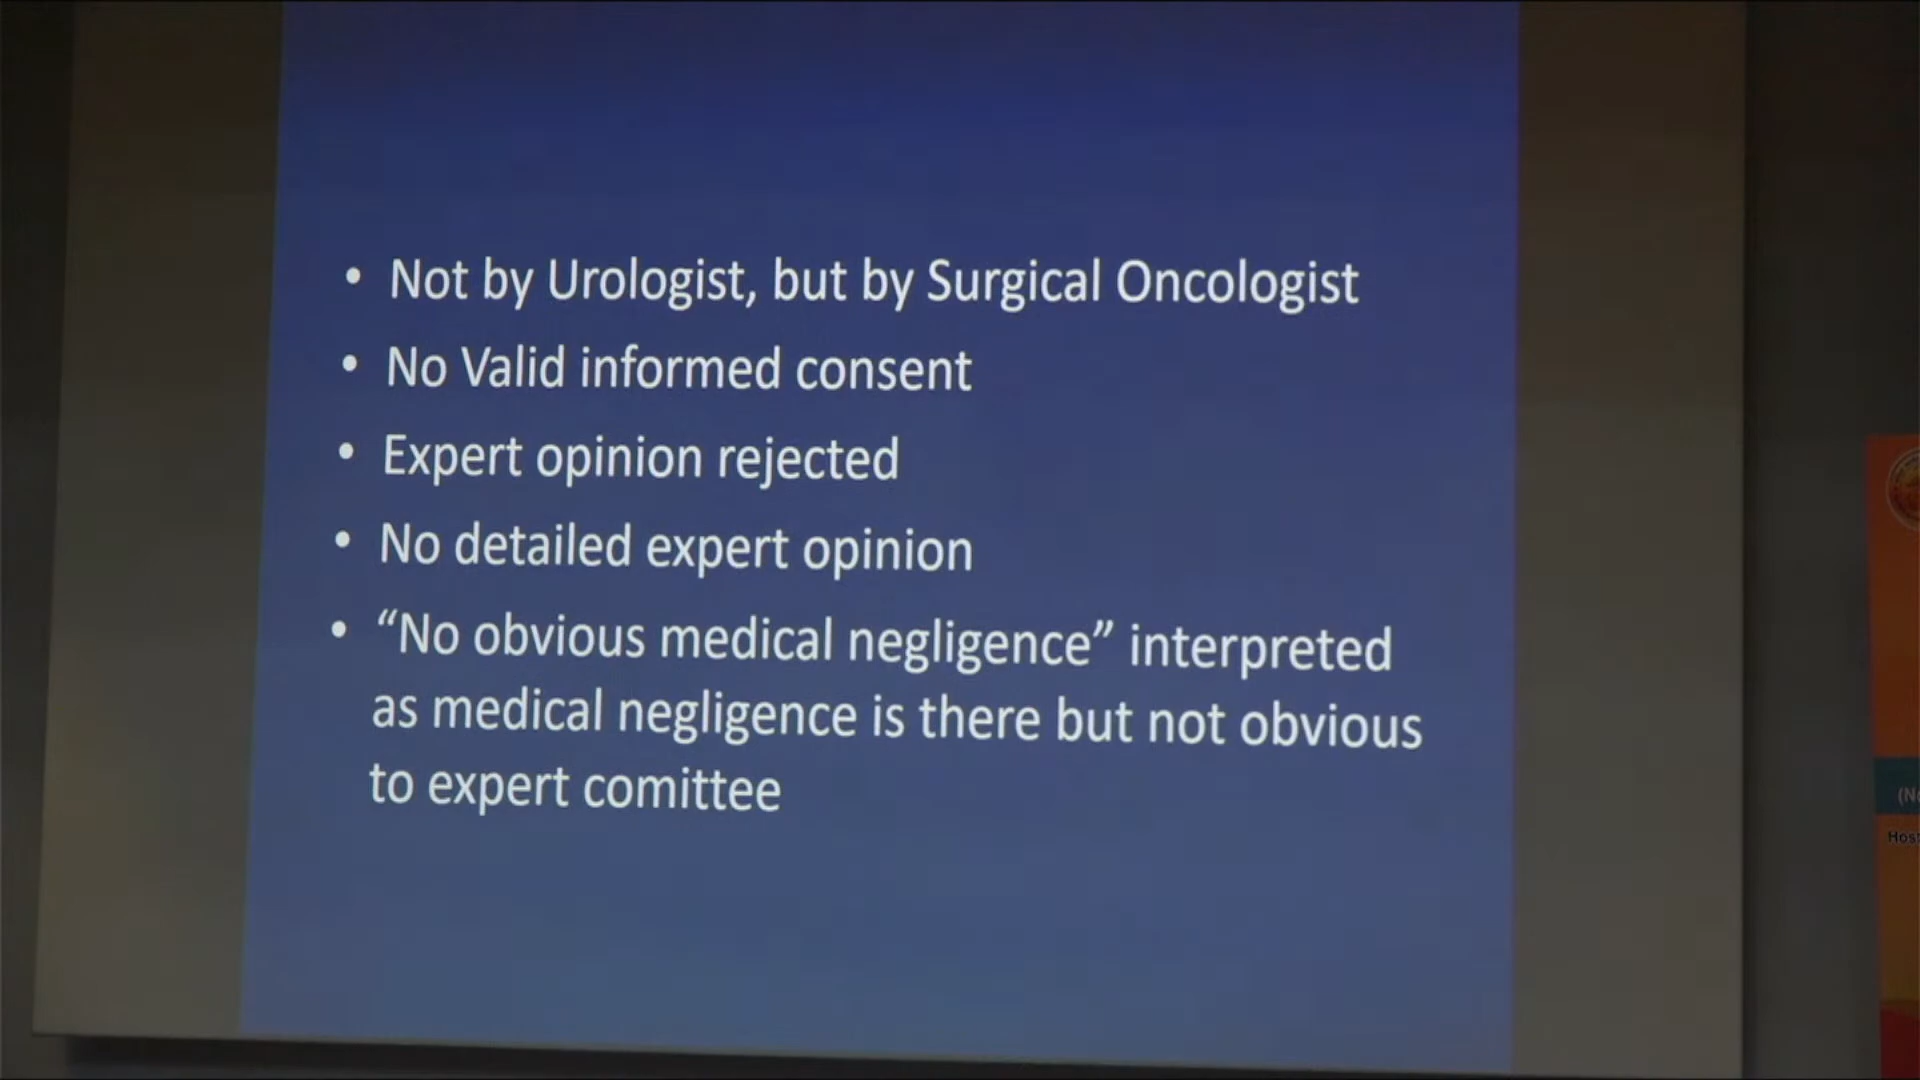 • Not by Urologist, but by Surgical Oncologist
• No Valid informed consent
• Expert opinion rejected
• No detailed expert opinion
• “No obvious medical negligence” interpreted
as medical negligence is there but not obvious
to expert comittee